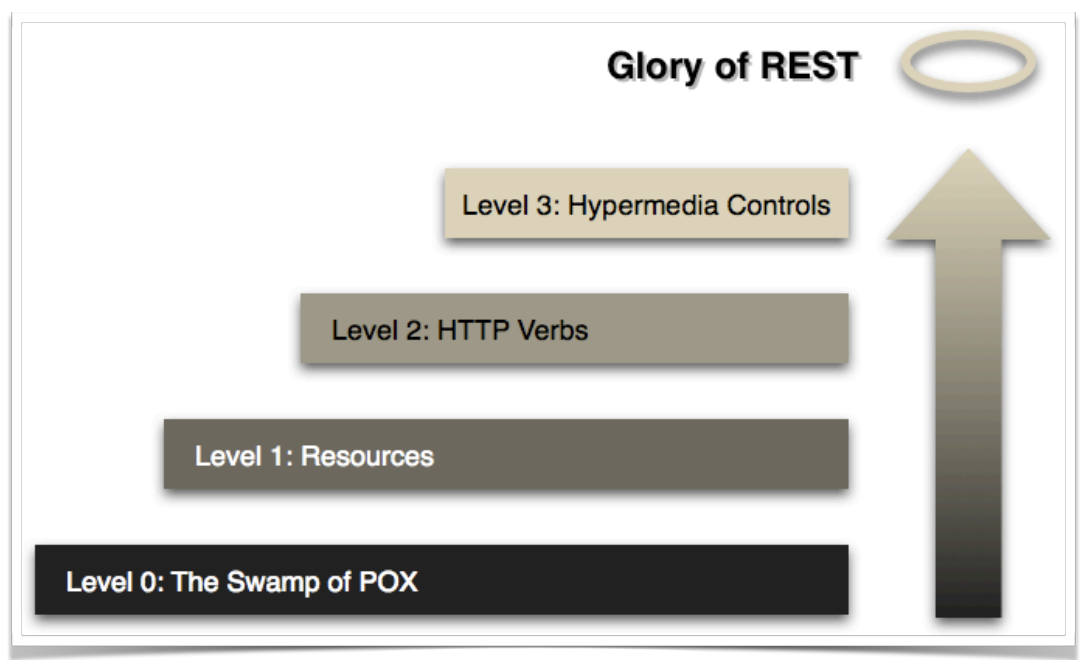 Glory of REST
Level 3: Hypermedia Controls
Level 2: HTTP Verbs
Level 1: Resources
Level 0: The Swamp of POX